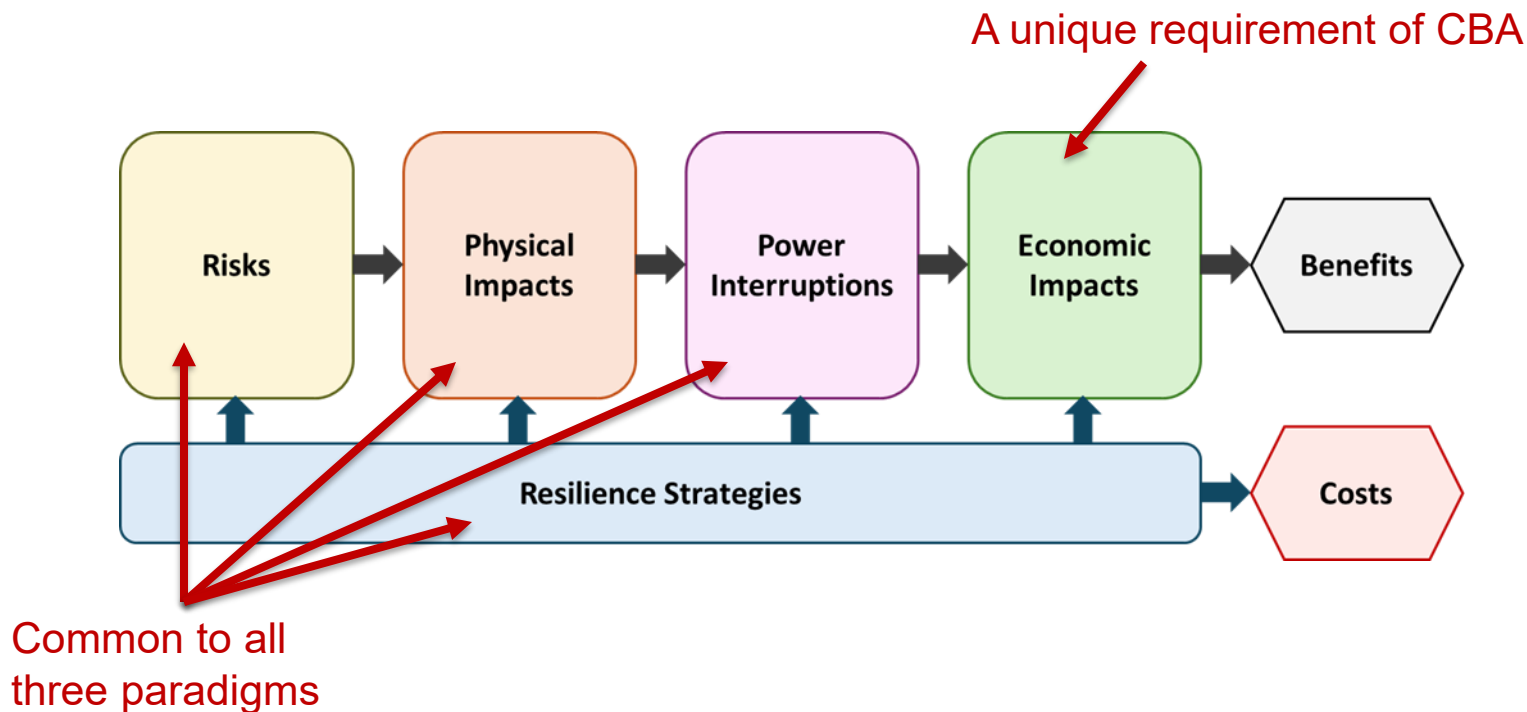 A unique requirement of CBA
Risks
Physical
Impacts
Power
Interruptions
Economic
Impacts
Benefits
Resilience Strategies
Costs
Common to all
three paradigms